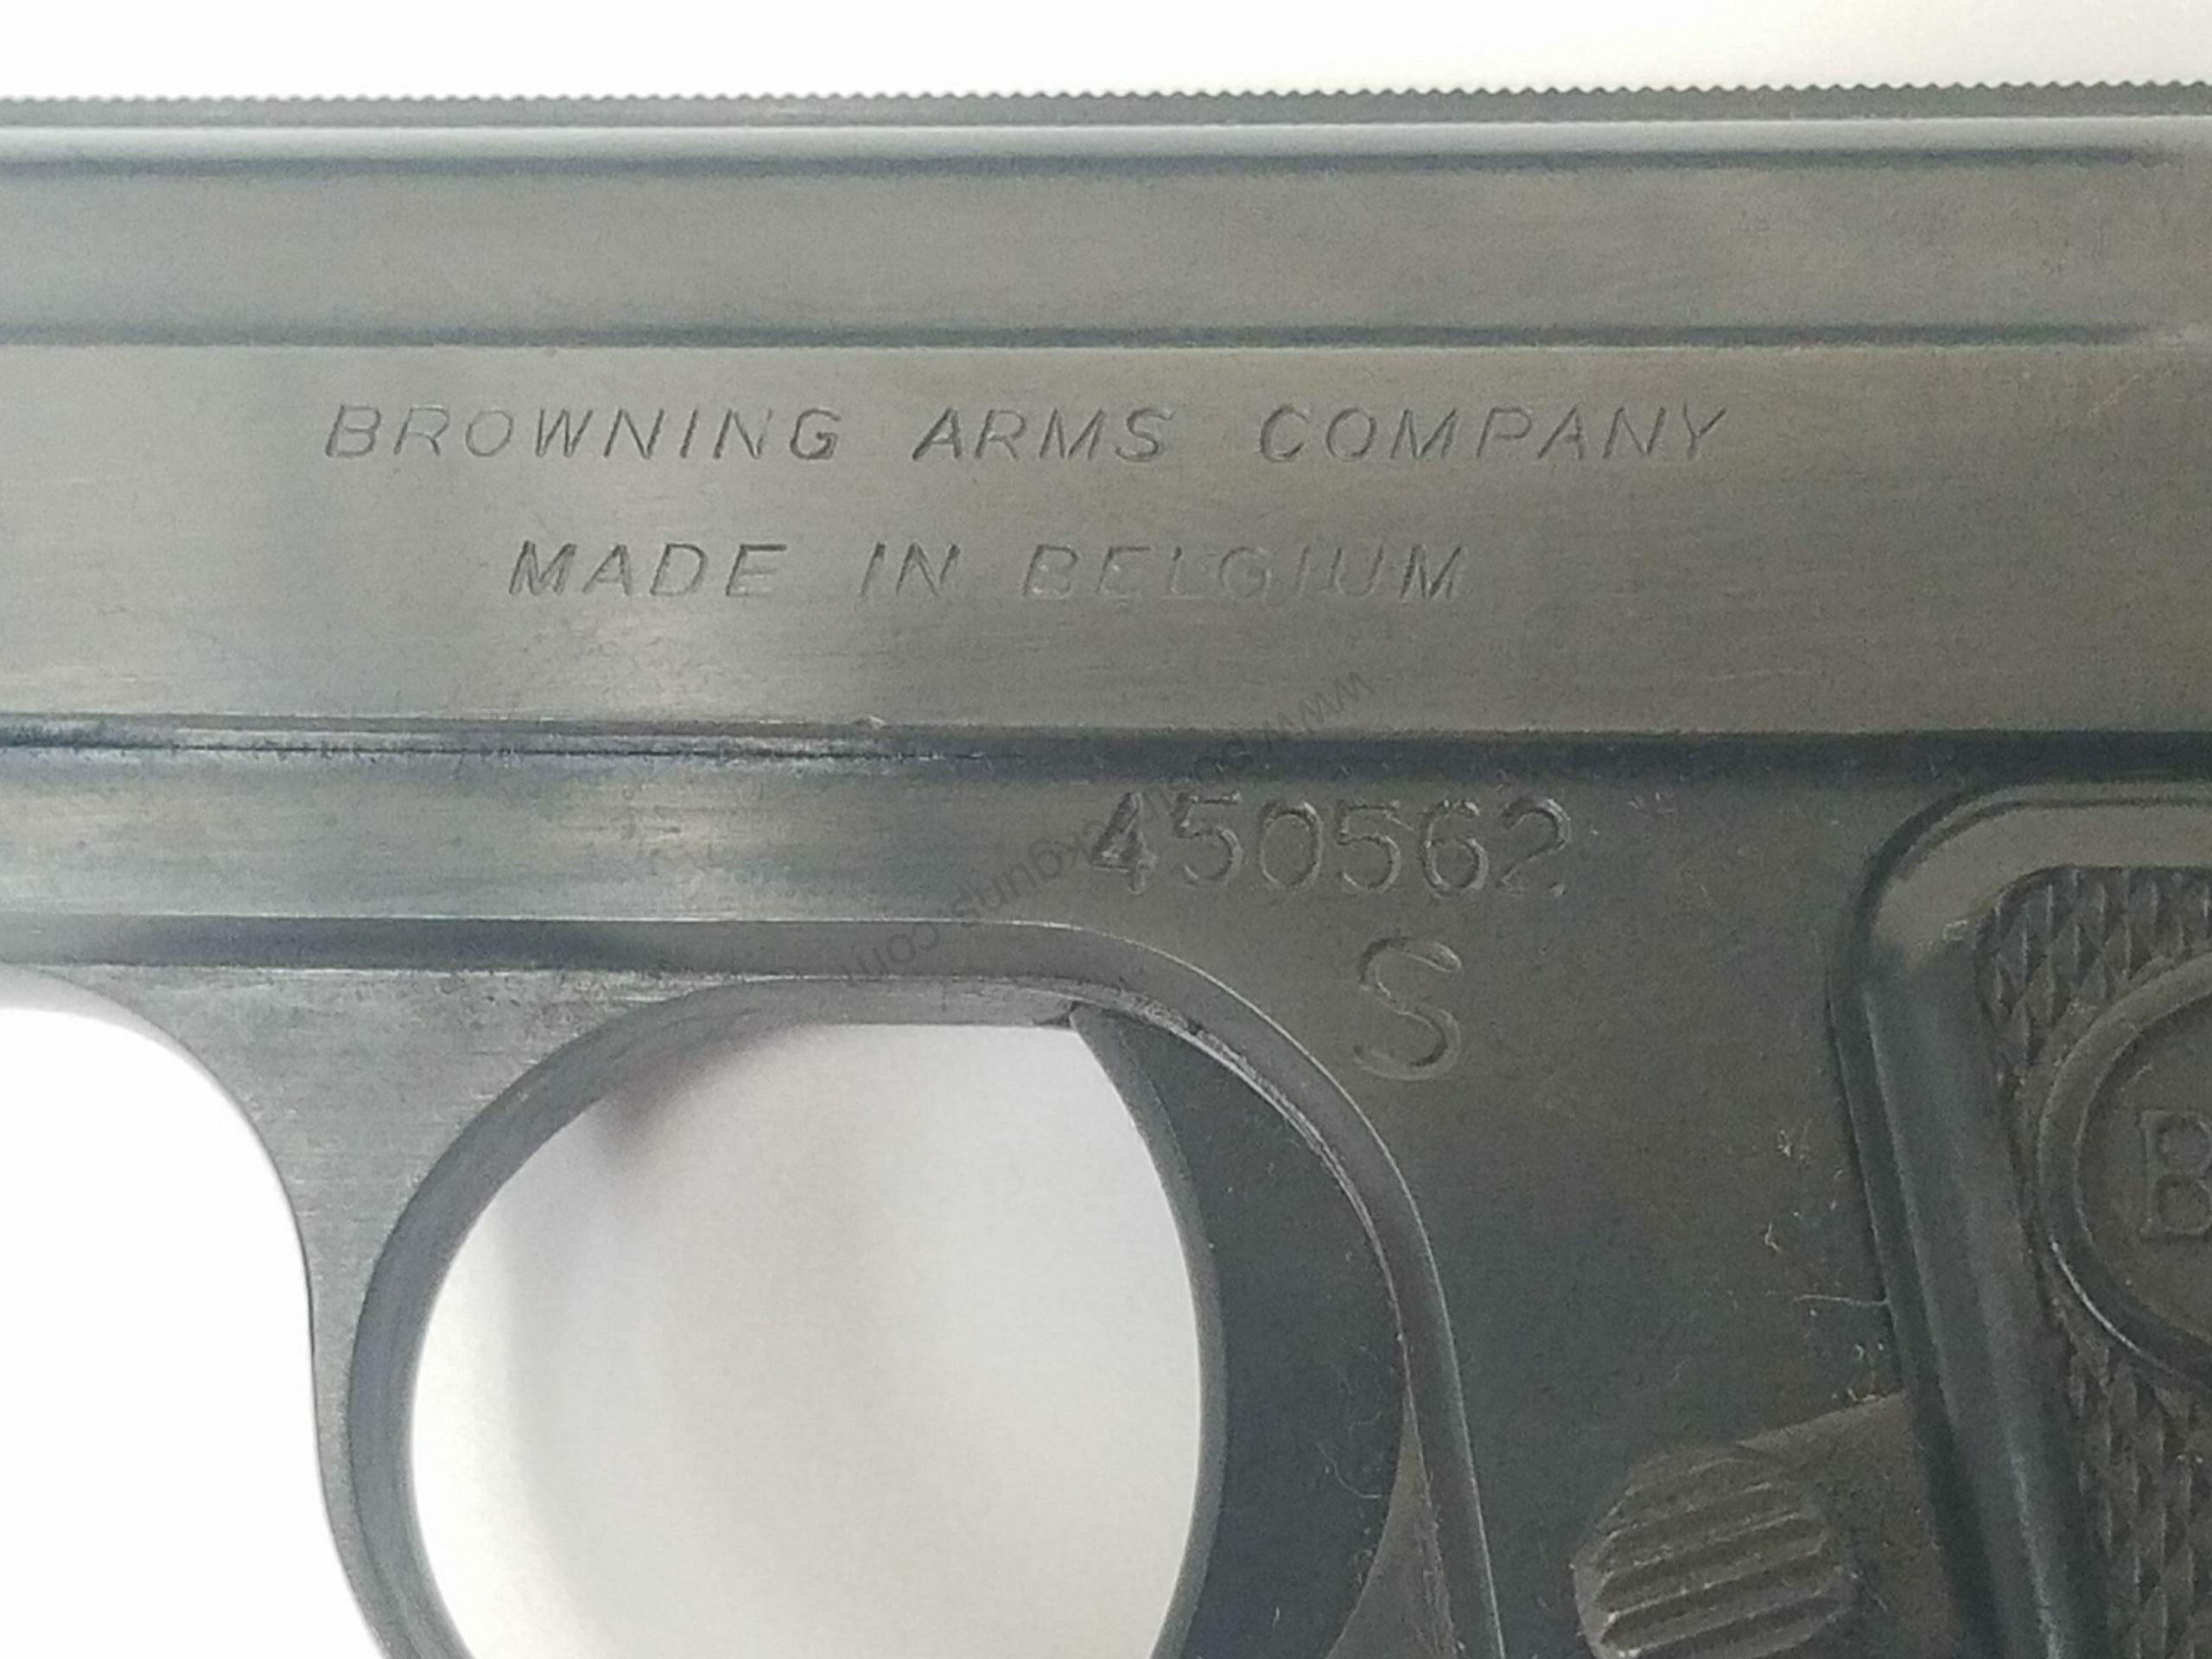 BROWNING ARMS COMPANY
MADE IN BELGIUM
450562
S
B